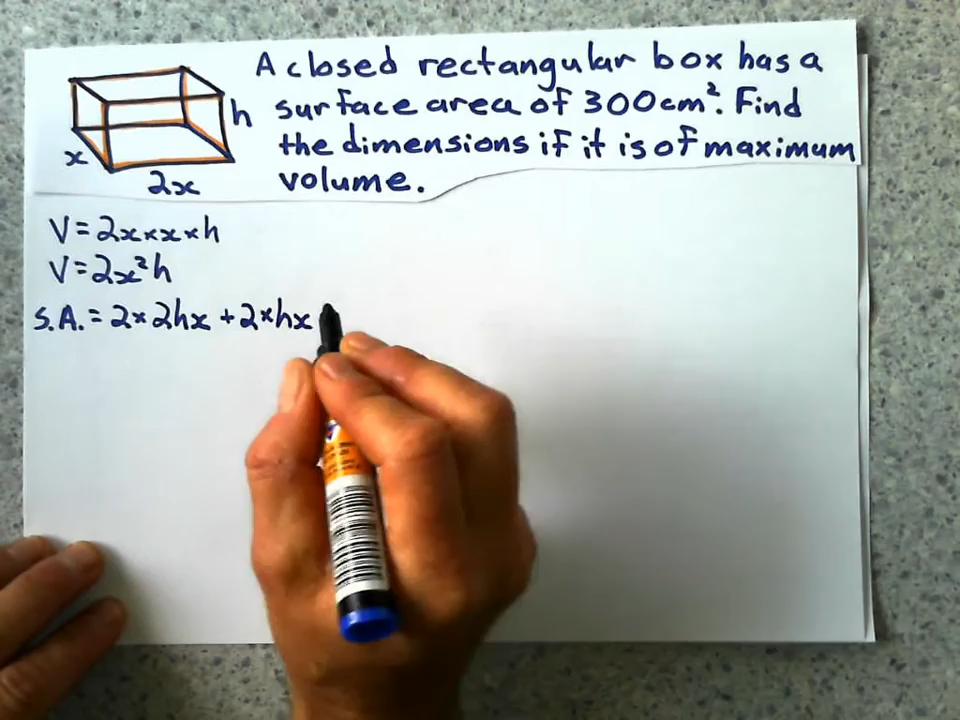 A closed rectangular box has a
surface area of 300cm². Find
the dimensions if it is of maximum
volume.
h
x
2x
V = 2x × x × h
V = 2x²h
S.A. = 2 × 2hx + 2 × hx